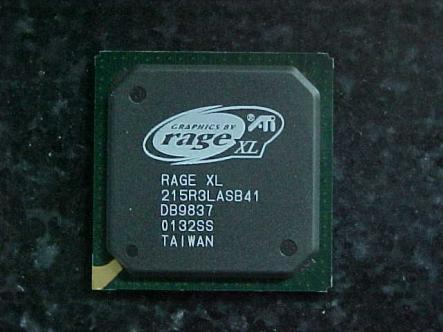 GRAPHICS BY
®ATi
rage
XL
RAGE XL
215R3LASB41
DB9837
0132SS
TAIWAN